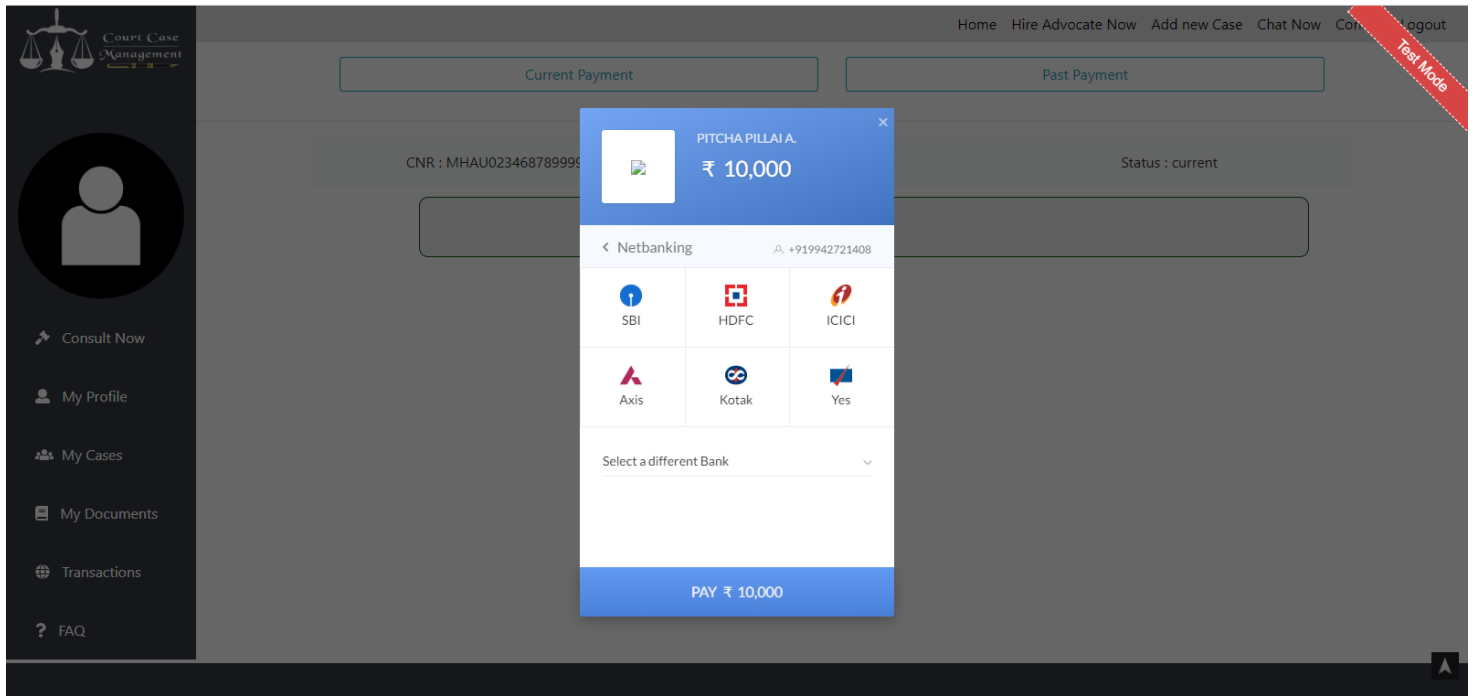 Court Case
Management
Home Hire Advocate Now Add new Case Chat Now Logout
Test Mode
Current Payment
Past Payment
CNR : MHAU023468789999
Status : current
PITCHA PILLAI A.
₹ 10,000
Netbanking
+919942721408
SBI
HDFC
ICICI
Axis
Kotak
Yes
Select a different Bank
PAY ₹ 10,000
Consult Now
My Profile
My Cases
My Documents
Transactions
? FAQ